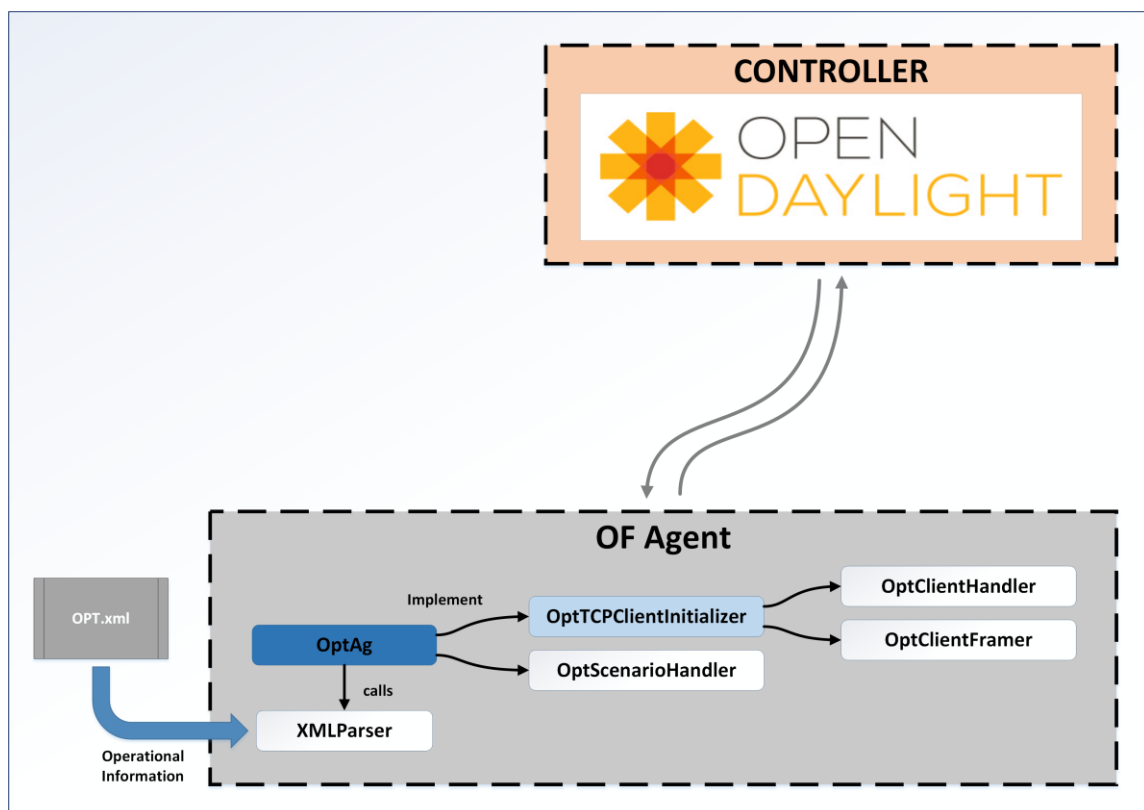 CONTROLLER
OPEN
DAYLIGHT
OF Agent
OPT.xml
Implement
OptAg
calls
XMLParser
OptTCPClientInitializer
OptScenarioHandler
OptClientHandler
OptClientFramer
Operational
Information